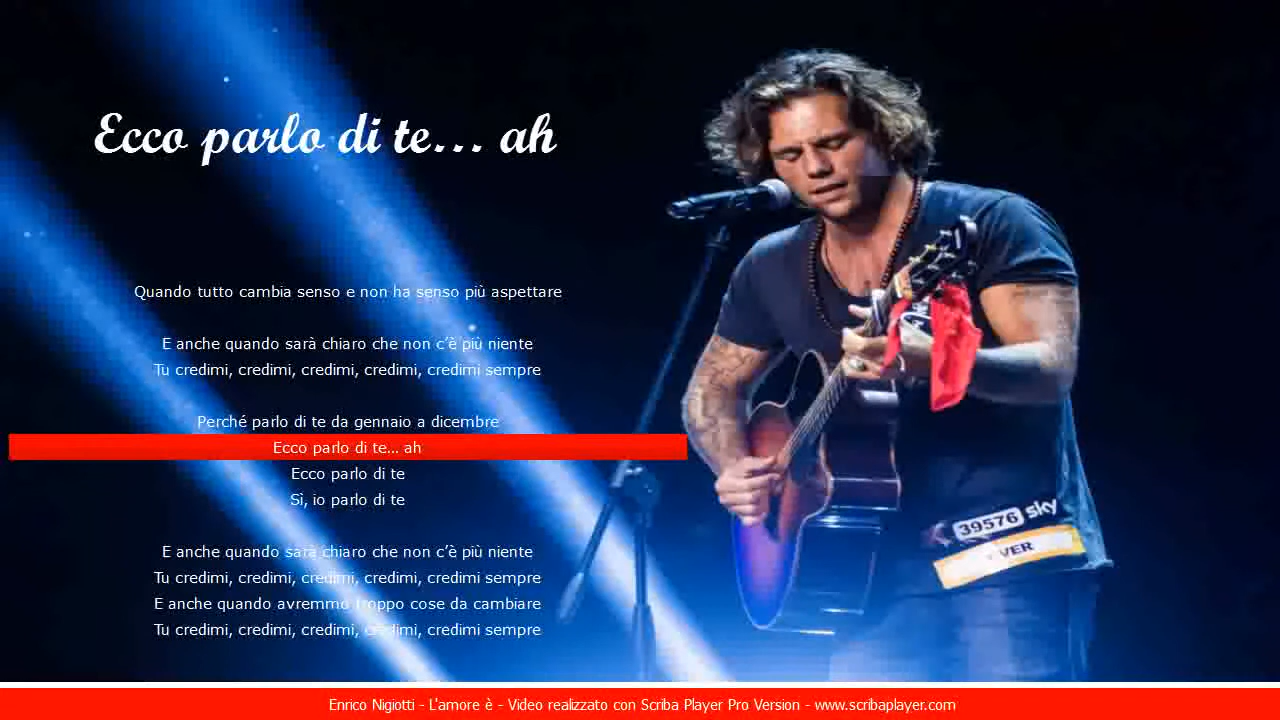 Ecco parlo di te... ah
Quando tutto cambia senso e non ha senso più aspettare
E anche quando sarà chiaro che non c’è più niente
Tu credimi, credimi, credimi, credimi, credimi sempre
Perché parlo di te da gennaio a dicembre
Ecco parlo di te... ah
Ecco parlo di te
Sì, io parlo di te
E anche quando sarà chiaro che non c’è più niente
Tu credimi, credimi, credimi, credimi, credimi sempre
E anche quando avremmo troppo cose da cambiare
Tu credimi, credimi, credimi, credimi, credimi sempre
39576 sky
Enrico Nigiotti - L'amore è - Video realizzato con Scriba Player Pro Version - www.scribaplayer.com